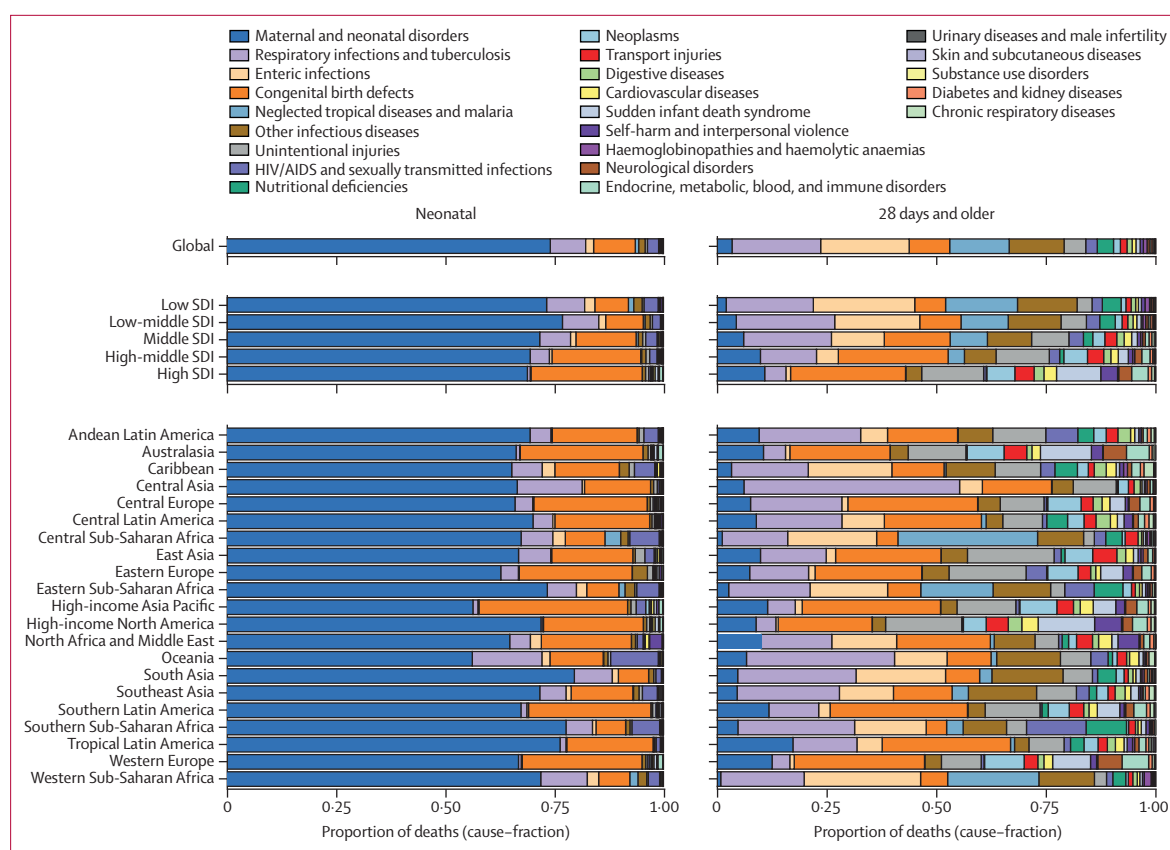 Maternal and neonatal disorders
Respiratory infections and tuberculosis
Enteric infections
Congenital birth defects
Neglected tropical diseases and malaria
Other infectious diseases
Unintentional injuries
HIV/AIDS and sexually transmitted infections
Nutritional deficiencies
Neoplasms
Transport injuries
Digestive diseases
Cardiovascular diseases
Sudden infant death syndrome
Self-harm and interpersonal violence
Haemoglobinopathies and haemolytic anaemias
Neurological disorders
Endocrine, metabolic, blood, and immune disorders
Urinary diseases and male infertility
Skin and subcutaneous diseases
Substance use disorders
Diabetes and kidney diseases
Chronic respiratory diseases
Neonatal
28 days and older
Global
Low SDI
Low-middle SDI
Middle SDI
High-middle SDI
High SDI
Andean Latin America
Australasia
Caribbean
Central Asia
Central Europe
Central Latin America
Central Sub-Saharan Africa
East Asia
Eastern Europe
Eastern Sub-Saharan Africa
High-income Asia Pacific
High-income North America
North Africa and Middle East
Oceania
South Asia
Southeast Asia
Southern Latin America
Southern Sub-Saharan Africa
Tropical Latin America
Western Europe
Western Sub-Saharan Africa
0 0·25 0·50 0·75 1·00
Proportion of deaths (cause–fraction)
0 0·25 0·50 0·75 1·00
Proportion of deaths (cause–fraction)